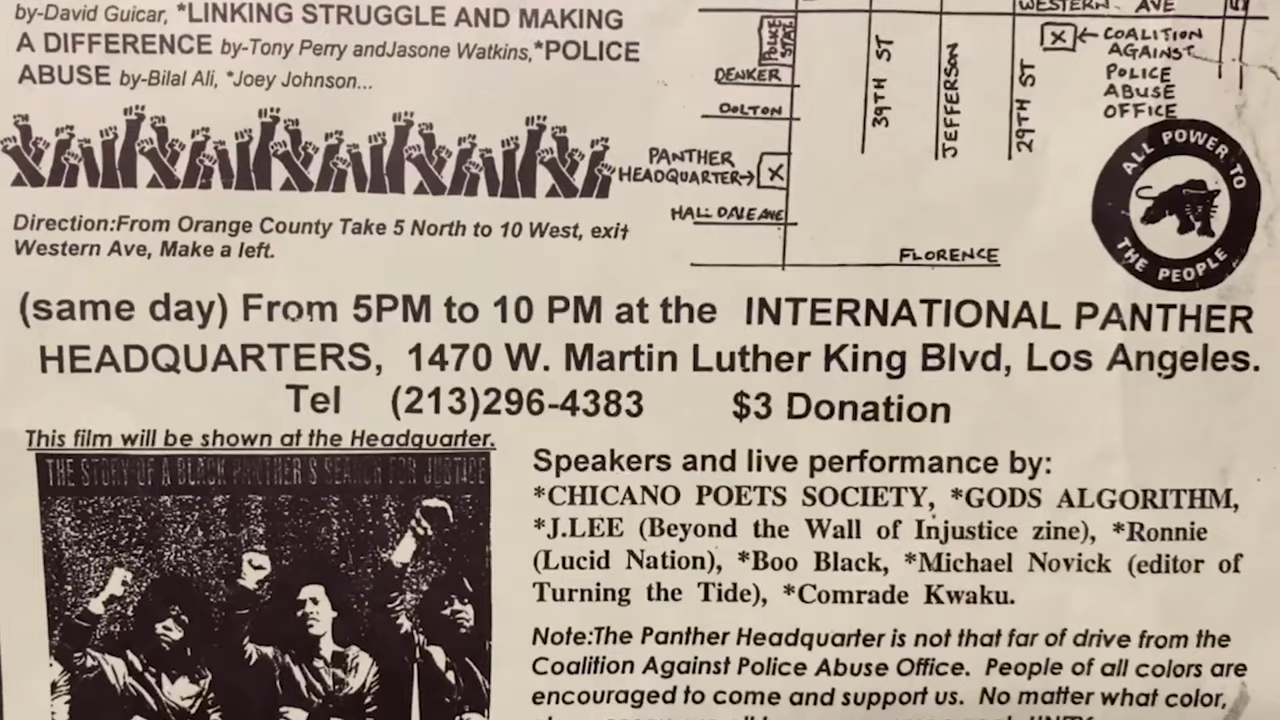 by-David Guicar, *LINKING STRUGGLE AND MAKING
A DIFFERENCE by-Tony Perry andJasone Watkins,*POLICE
ABUSE by-Bilal Ali, *Joey Johnson...
Direction:From Orange County Take 5 North to 10 West, exit
Western Ave, Make a left.
WESTERN AVE
POLICE
STATE
DENKER
DOLTON
39TH ST
JEFFERSON
29TH ST
X ← COALITION
AGAINST
POLICE
ABUSE
OFFICE
PANTHER
HEADQUARTER→ X
HALLDALE AVE
FLORENCE
ALL POWER TO
THE PEOPLE
(same day) From 5PM to 10 PM at the INTERNATIONAL PANTHER
HEADQUARTERS, 1470 W. Martin Luther King Blvd, Los Angeles.
Tel (213)296-4383 $3 Donation
This film will be shown at the Headquarter.
THE STORY OF A BLACK PANTHER'S SEARCH FOR JUSTICE
Speakers and live performance by:
*CHICANO POETS SOCIETY, *GODS ALGORITHM,
*J.LEE (Beyond the Wall of Injustice zine), *Ronnie
(Lucid Nation), *Boo Black, *Michael Novick (editor of
Turning the Tide), *Comrade Kwaku.
Note:The Panther Headquarter is not that far of drive from the
Coalition Against Police Abuse Office. People of all colors are
encouraged to come and support us. No matter what color,